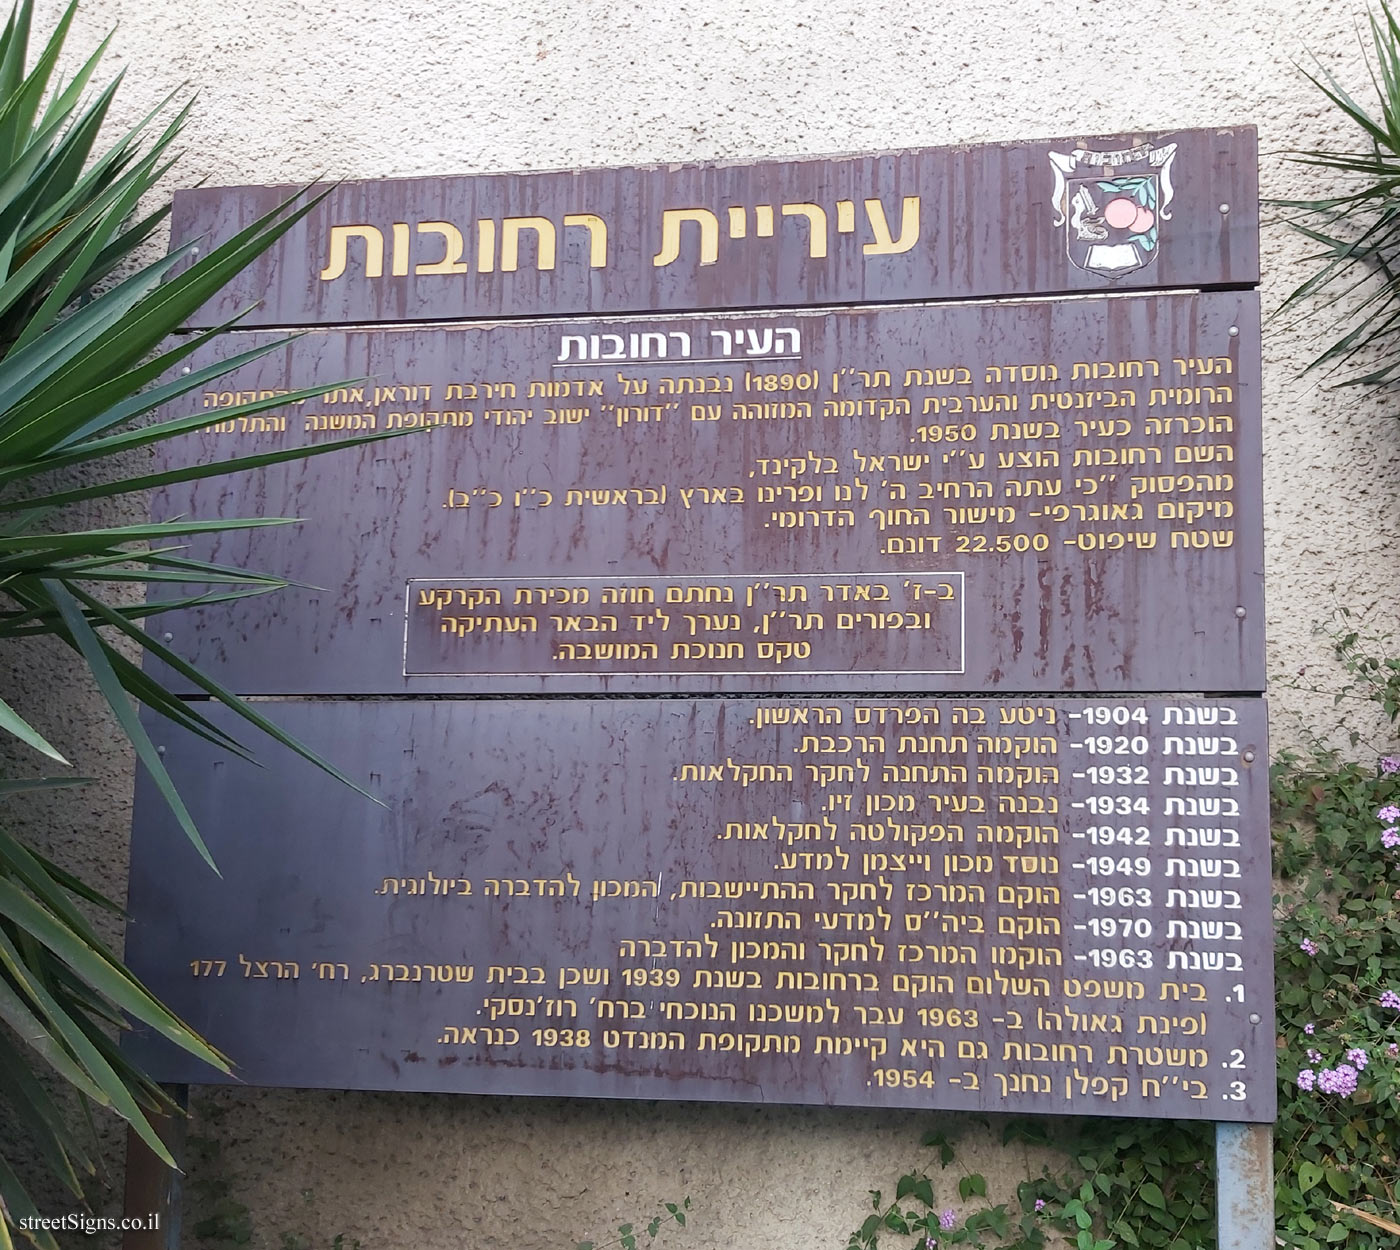 עיריית רחובות
העיר רחובות
העיר רחובות נוסדה בשנת תר''ן (1890) נבנתה על אדמות חירבת דוראן,אתר מהתקופה
הרומית הביזנטית והערבית הקדומה המזוהה עם ''דורון'' ישוב יהודי מתקופת המשנה והתלמוד
הוכרזה כעיר בשנת 1950.
השם רחובות הוצע ע''י ישראל בלקינד,
מהפסוק ''כי עתה הרחיב ה' לנו ופרינו בארץ (בראשית כ''ו כ''ב).
מיקום גאוגרפי- מישור החוף הדרומי.
שטח שיפוט- 22.500 דונם.
ב-ז' באדר תר''ן נחתם חוזה מכירת הקרקע
ובפורים תר''ן, נערך ליד הבאר העתיקה
טקס חנוכת המושבה.
בשנת 1904- ניטע בה הפרדס הראשון.
בשנת 1920- הוקמה תחנת הרכבת.
בשנת 1932- הוקמה התחנה לחקר החקלאות.
בשנת 1934- נבנה בעיר מכון זיו.
בשנת 1942- הוקמה הפקולטה לחקלאות.
בשנת 1949- נוסד מכון וייצמן למדע.
בשנת 1963- הוקם המרכז לחקר ההתיישבות, המכון להדברה ביולוגית.
בשנת 1970- הוקם ביה''ס למדעי התזונה.
בשנת 1963- הוקמו המרכז לחקר והמכון להדברה
1. בית משפט השלום הוקם ברחובות בשנת 1939 ושכן בבית שטרנברג, רח' הרצל 177
(פינת גאולה) ב- 1963 עבר למשכנו הנוכחי ברח' רוז'נסקי.
2. משטרת רחובות גם היא קיימת מתקופת המנדט 1938 כנראה.
3. בי''ח קפלן נחנך ב- 1954.
streetSigns.co.il